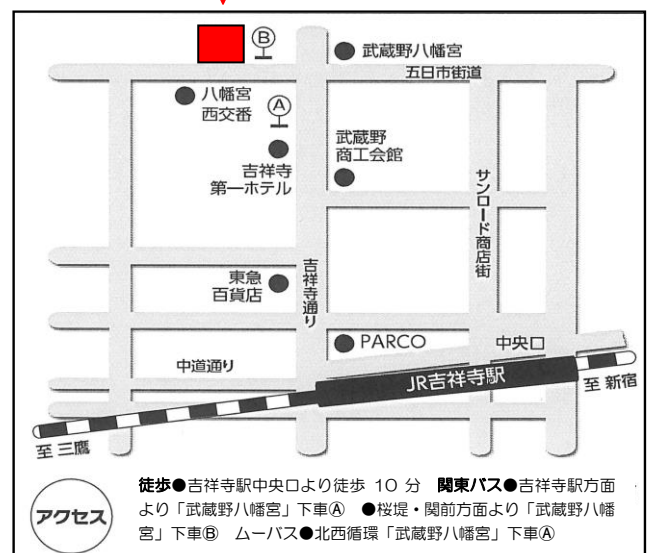 Ⓑ
武蔵野八幡宮
五日市街道
八幡宮
西交番
Ⓐ
武蔵野
商工会館
吉祥寺
第一ホテル
サンロード商店街
吉祥寺通り
東急
百貨店
PARCO
中央口
中道通り
JR吉祥寺駅
至 新宿
至 三鷹
アクセス
徒歩●吉祥寺駅中央口より徒歩 10 分 関東バス●吉祥寺駅方面
より「武蔵野八幡宮」下車Ⓐ ●桜堤・関前方面より「武蔵野八幡
宮」下車Ⓑ ムーバス●北西循環「武蔵野八幡宮」下車Ⓐ